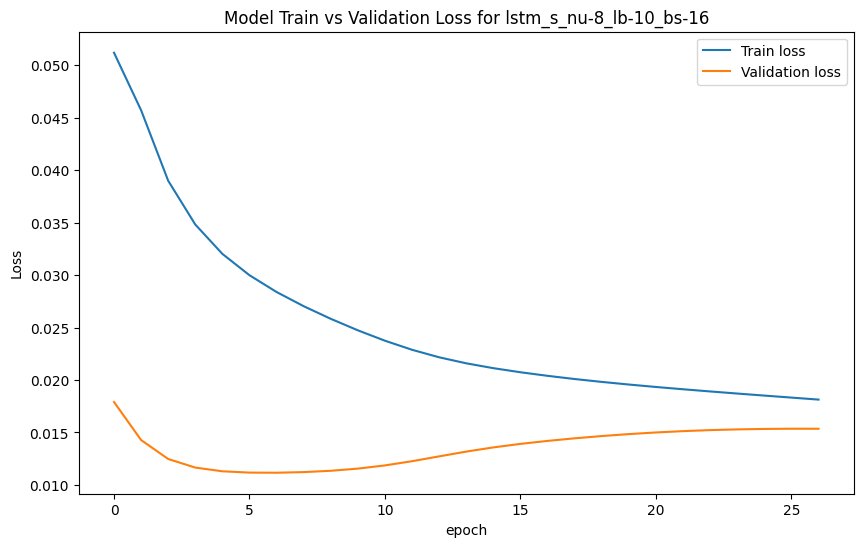 Model Train vs Validation Loss for lstm_s_nu-8_lb-10_bs-16
Train loss
Validation loss
0.050
0.045
0.040
0.035
0.030
0.025
0.020
0.015
0.010
Loss
0 5 10 15 20 25
epoch